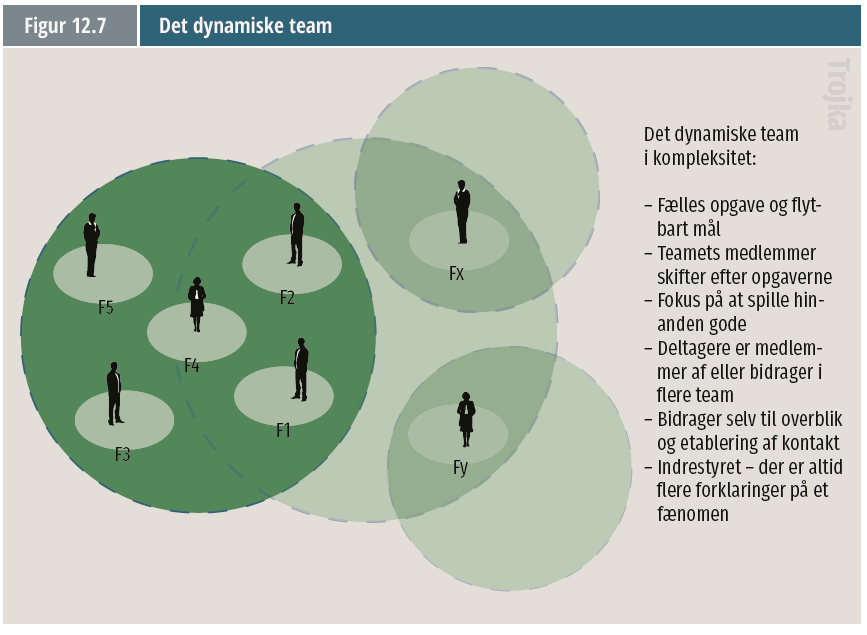 Figur 12.7
Det dynamiske team
Trojka
Det dynamiske team
i kompleksitet:
– Fælles opgave og flyt-
bart mål
– Teamets medlemmer
skifter efter opgaverne
– Fokus på at spille hin-
anden gode
– Deltagere er medlem-
mer af eller bidrager i
flere team
– Bidrager selv til overblik
og etablering af kontakt
– Indrestyret – der er altid
flere forklaringer på et
fænomen
F5
F2
F4
F3
F1
Fx
Fy